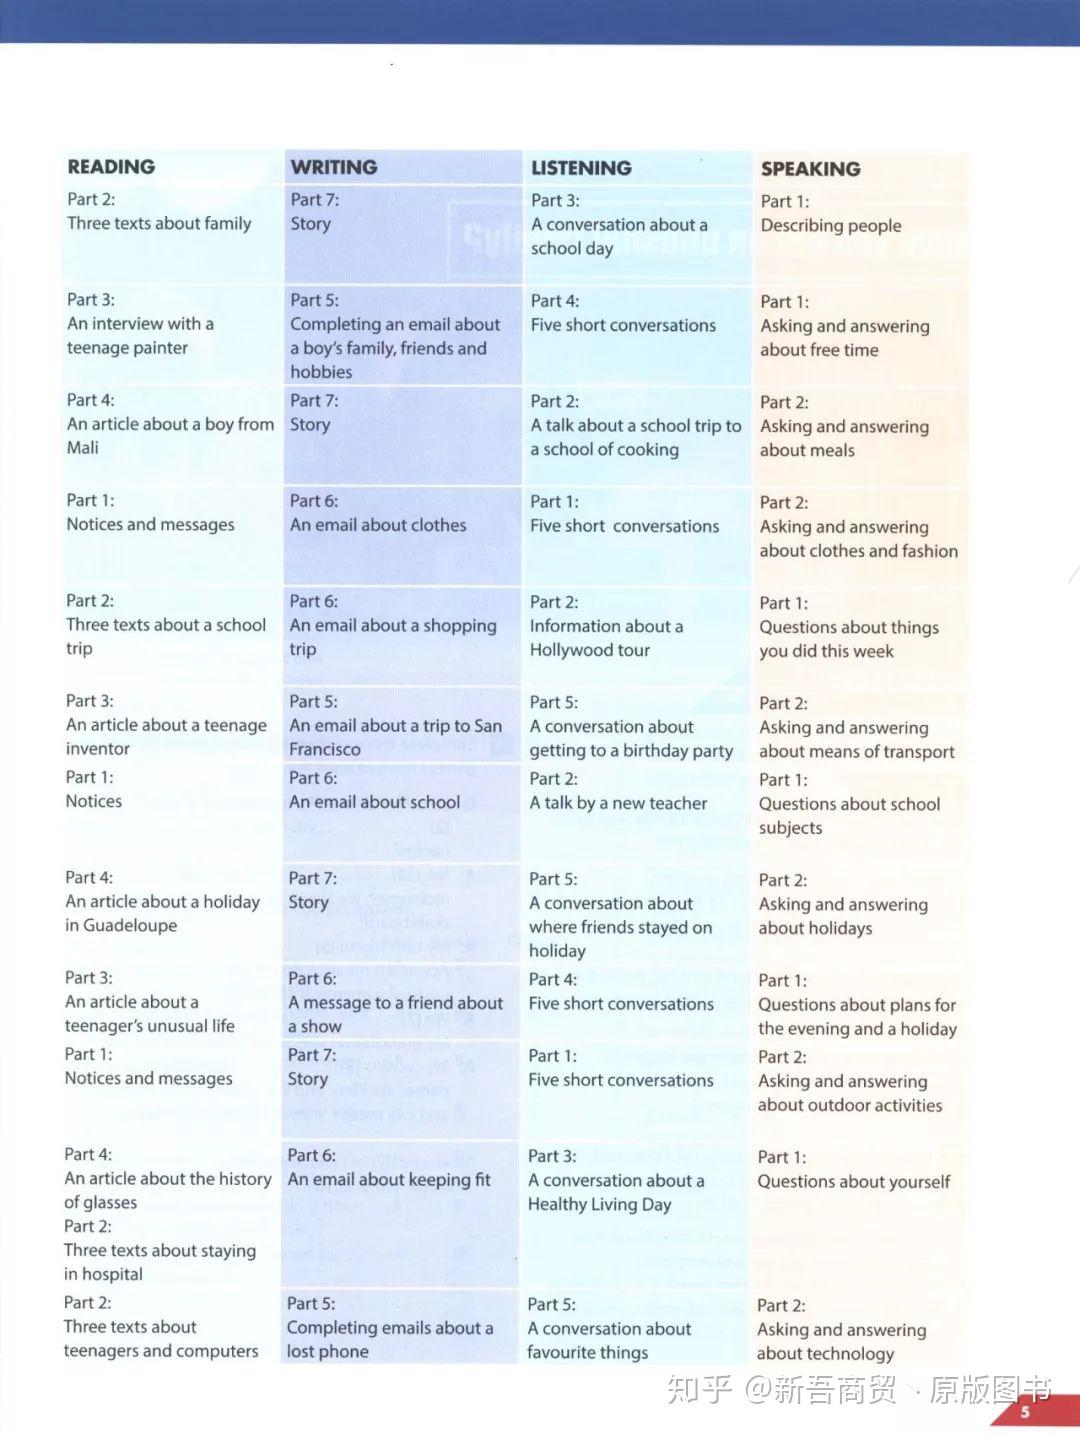 READING
WRITING
LISTENING
SPEAKING
Part 2:
Three texts about family
Part 7:
Story
Part 3:
A conversation about a
school day
Part 1:
Describing people
Part 3:
An interview with a
teenage painter
Part 5:
Completing an email about
a boy's family, friends and
hobbies
Part 4:
Five short conversations
Part 1:
Asking and answering
about free time
Part 4:
An article about a boy from
Mali
Part 7:
Story
Part 2:
A talk about a school trip to
a school of cooking
Part 2:
Asking and answering
about meals
Part 1:
Notices and messages
Part 6:
An email about clothes
Part 1:
Five short conversations
Part 2:
Asking and answering
about clothes and fashion
Part 2:
Three texts about a school
trip
Part 6:
An email about a shopping
trip
Part 2:
Information about a
Hollywood tour
Part 1:
Questions about things
you did this week
Part 3:
An article about a teenage
inventor
Part 5:
An email about a trip to San
Francisco
Part 5:
A conversation about
getting to a birthday party
Part 2:
Asking and answering
about means of transport
Part 1:
Notices
Part 6:
An email about school
Part 2:
A talk by a new teacher
Part 1:
Questions about school
subjects
Part 4:
An article about a holiday
in Guadeloupe
Part 7:
Story
Part 5:
A conversation about
where friends stayed on
holiday
Part 2:
Asking and answering
about holidays
Part 3:
An article about a
teenager's unusual life
Part 6:
A message to a friend about
a show
Part 4:
Five short conversations
Part 1:
Questions about plans for
the evening and a holiday
Part 1:
Notices and messages
Part 7:
Story
Part 1:
Five short conversations
Part 2:
Asking and answering
about outdoor activities
Part 4:
An article about the history
of glasses
Part 2:
Three texts about staying
in hospital
Part 6:
An email about keeping fit
Part 3:
A conversation about a
Healthy Living Day
Part 1:
Questions about yourself
Part 2:
Three texts about
teenagers and computers
Part 5:
Completing emails about a
lost phone
Part 5:
A conversation about
favourite things
Part 2:
Asking and answering
about technology
知乎 @新吾商贸、原版图书
5